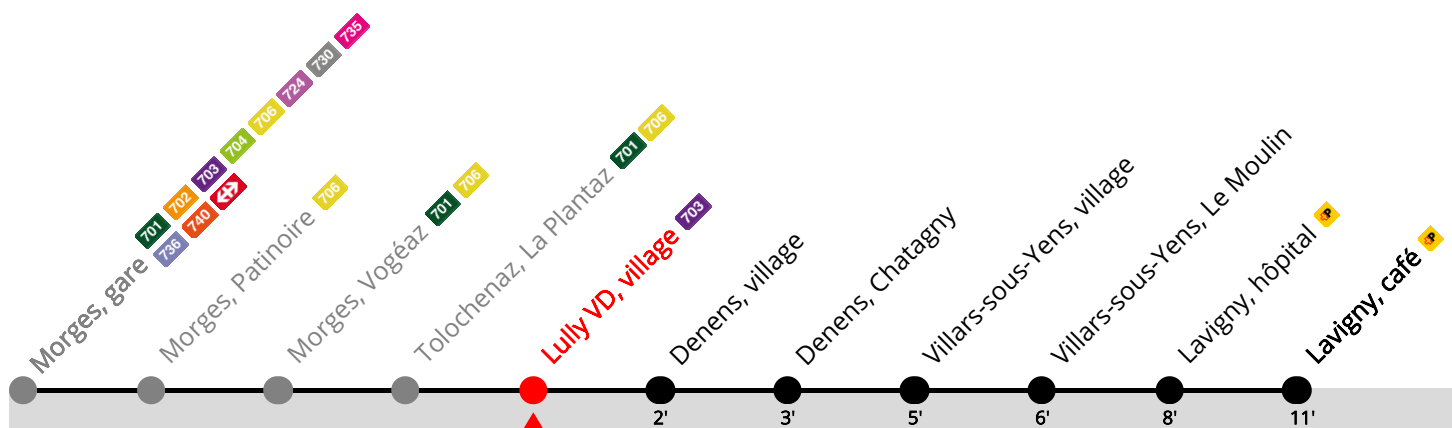 Morges, gare 701 702 703 704 706 724 730 735
736 740
Morges, Patinoire 706
Morges, Vogéaz 701 706
Tolochenaz, La Plantaz 701 706
Lully VD, village 703
Denens, village
Denens, Chatagny
Villars-sous-Yens, village
Villars-sous-Yens, Le Moulin
Lavigny, hôpital P
Lavigny, café P
2' 3' 5' 6' 8' 11'